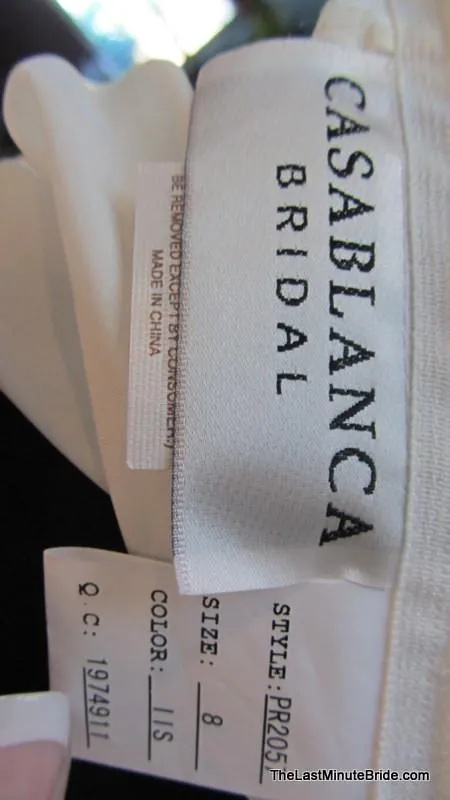 CASABLANCA
BRIDAL
BE REMOVED EXCEPT BY CONSUMER)
MADE IN CHINA
STYLE: PR205
SIZE: 8
COLOR: IIS
Q.C: 1974911
TheLastMinuteBride.com